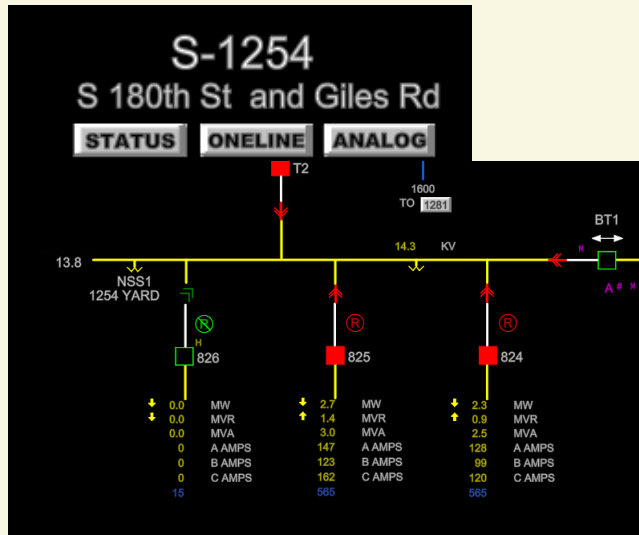 S-1254
S 180th St and Giles Rd
STATUS ONELINE ANALOG
T2
1600
TO 1281
BT1
14.3 KV
H
13.8
NSS1
1254 YARD
A # H
R R R
H
826 825 824
0.0 MW 2.7 MW 2.3 MW
0.0 MVR 1.4 MVR 0.9 MVR
0.0 MVA 3.0 MVA 2.5 MVA
0 A AMPS 147 A AMPS 128 A AMPS
0 B AMPS 123 B AMPS 99 B AMPS
0 C AMPS 162 C AMPS 120 C AMPS
15 565 565